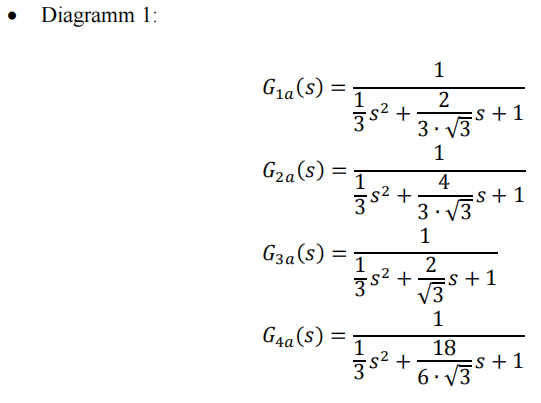 • Diagramm 1:
G₁ₐ(s) = 1 / (1/3 s² + 2/(3 · √3) s + 1)
G₂ₐ(s) = 1 / (1/3 s² + 4/(3 · √3) s + 1)
G₃ₐ(s) = 1 / (1/3 s² + 2/√3 s + 1)
G₄ₐ(s) = 1 / (1/3 s² + 18/(6 · √3) s + 1)